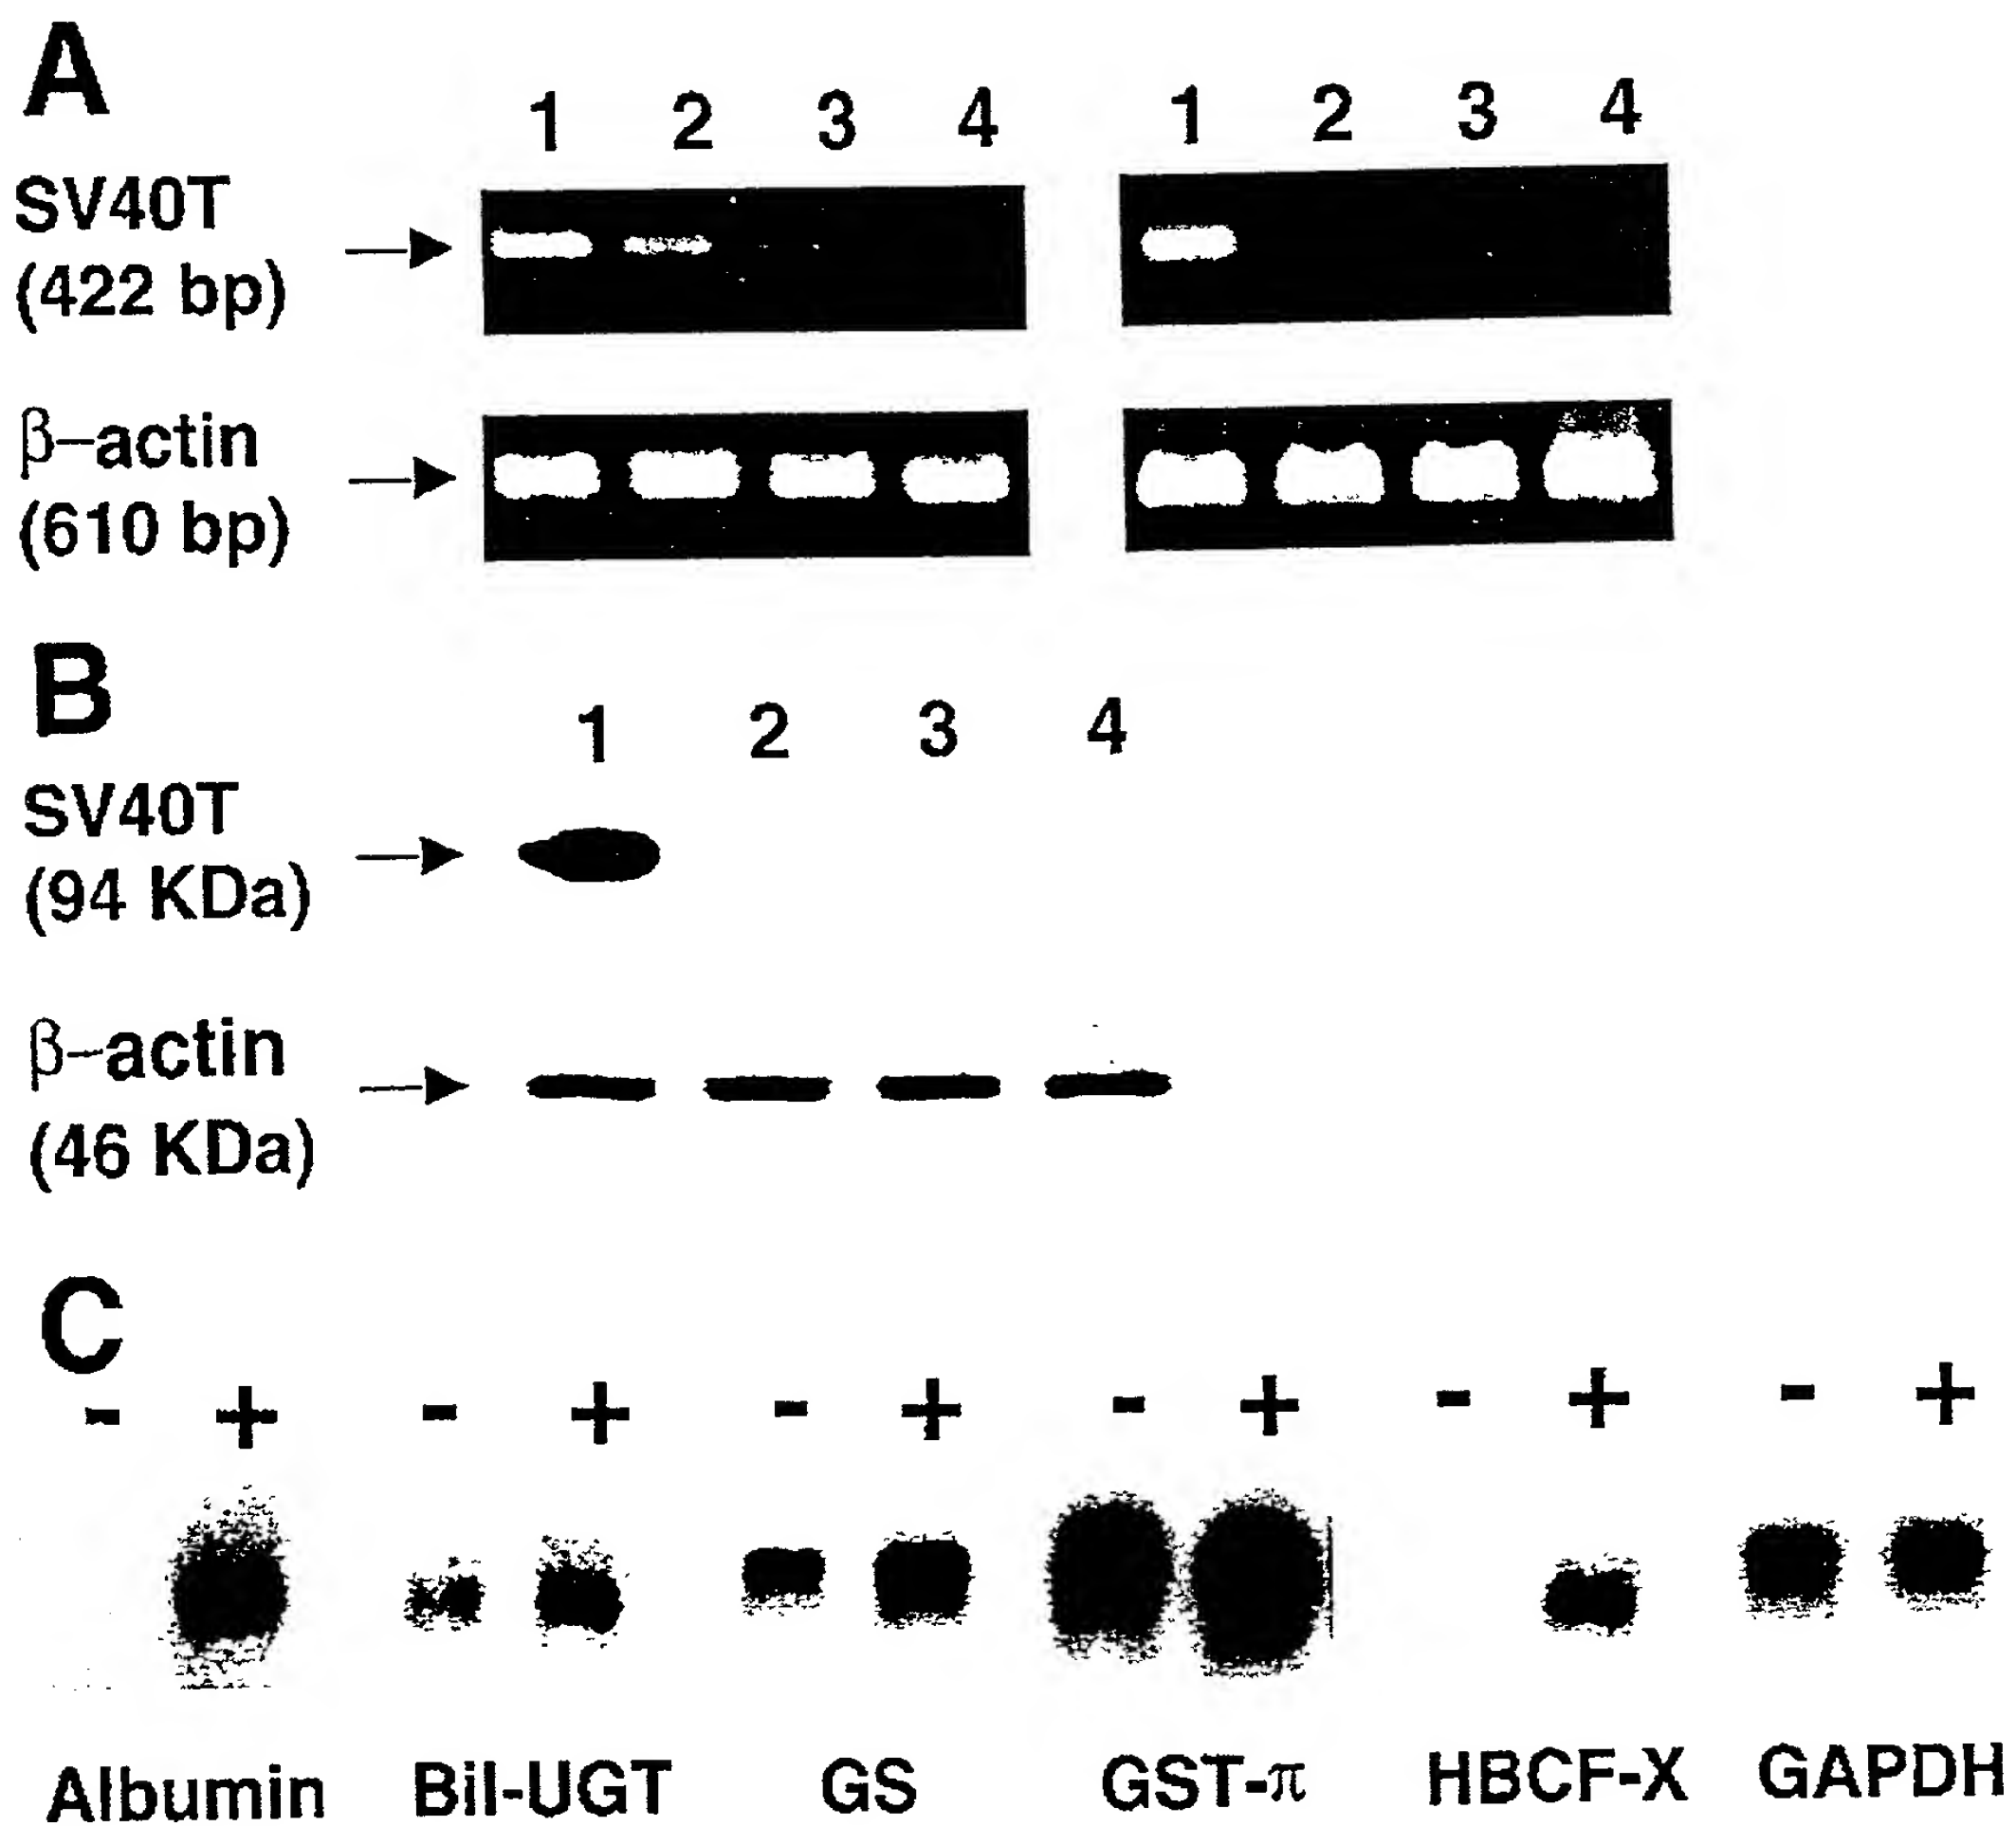 A
1 2 3 4 1 2 3 4
SV40T
(422 bp)
β–actin
(610 bp)
B
1 2 3 4
SV40T
(94 KDa)
β–actin
(46 KDa)
C
- + - + - + - + - + - +
Albumin Bil-UGT GS GST-π HBCF-X GAPDH